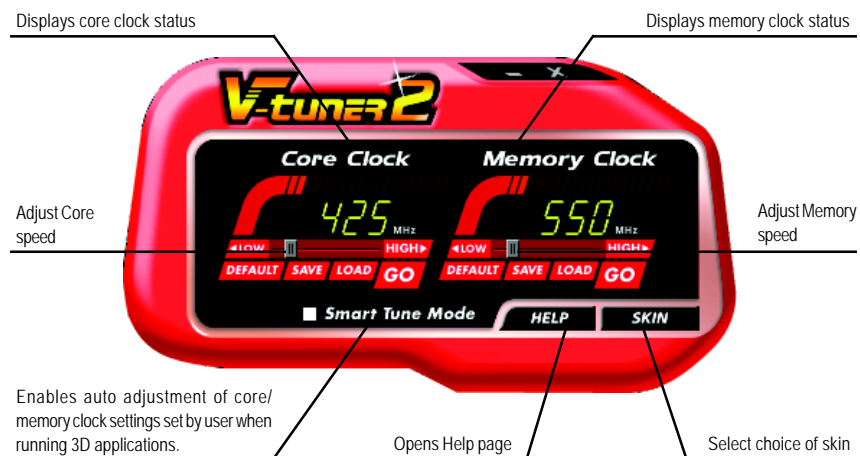 Displays core clock status
Displays memory clock status
V-TUNER 2
Core Clock
Memory Clock
425 MHz
550 MHz
Adjust Core
speed
Adjust Memory
speed
◄LOW HIGH►
◄LOW HIGH►
DEFAULT SAVE LOAD GO
DEFAULT SAVE LOAD GO
Smart Tune Mode
HELP
SKIN
Enables auto adjustment of core/
memory clock settings set by user when
running 3D applications.
Opens Help page
Select choice of skin